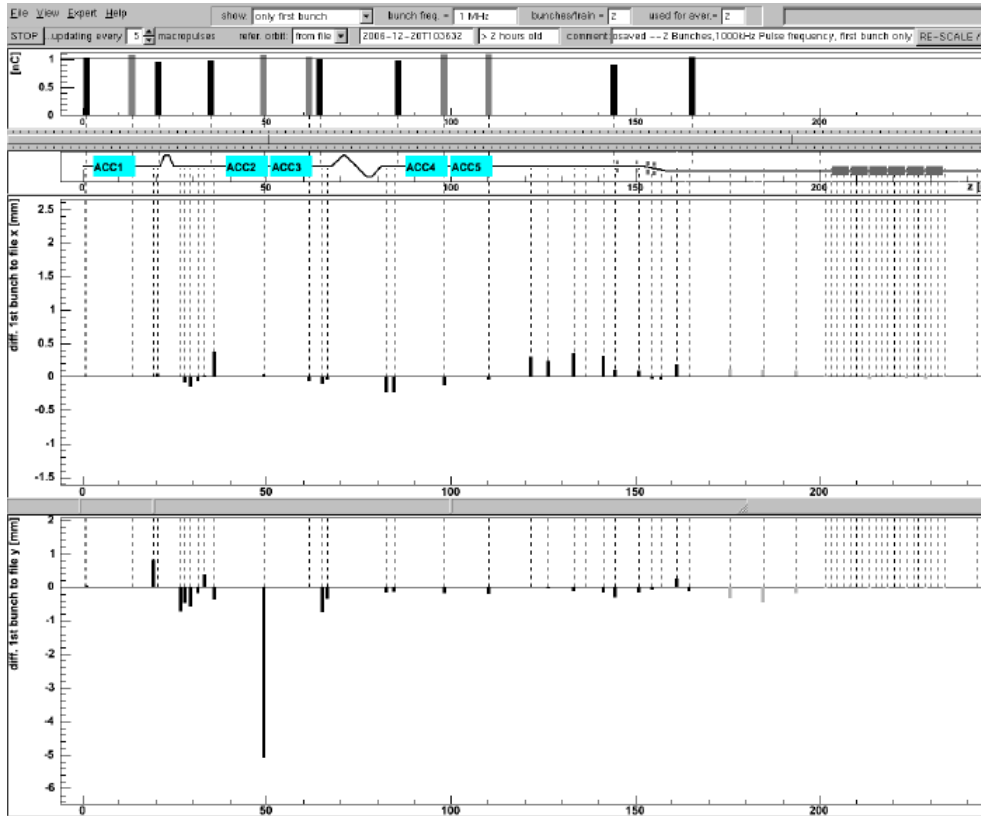 File View Expert Help show: only first bunch bunch freq. = 1 MHz bunches/train = 2 used for aver.= 2
STOP ..updating every 5 macropulses refer. orbit: from file 2006-12-20T103632 > 2 hours old comment: osaved --2 Bunches,1000kHz Pulse frequency, first bunch only RE-SCALE /
[nC]
1
0.5
0
0 50 100 150 200
ACC1 ACC2 ACC3 ACC4 ACC5
0 50 100 150 200 z [
diff. 1st bunch to file x [mm]
2.5
2
1.5
1
0.5
0
-0.5
-1
-1.5
0 50 100 150 200
diff. 1st bunch to file y [mm]
2
1
0
-1
-2
-3
-4
-5
-6
0 50 100 150 200